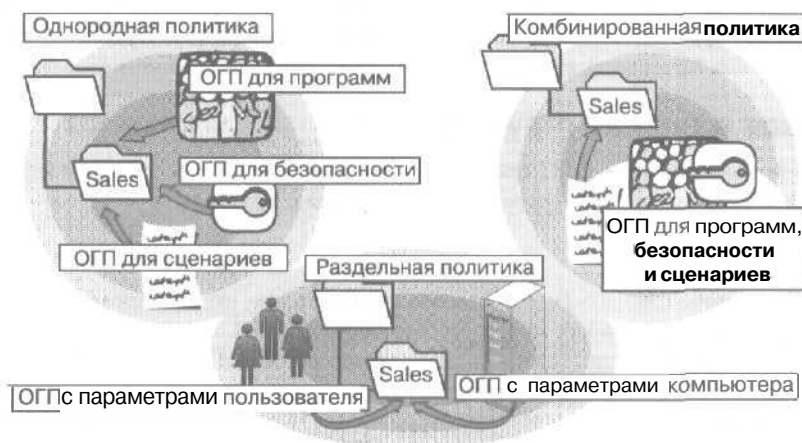 Однородная политика
ОГП для программ
Sales
ОГП для безопасности
ОГП для сценариев
Комбинированная политика
Sales
ОГП для программ,
безопасности
и сценариев
Раздельная политика
Sales
ОГП с параметрами пользователя
ОГП с параметрами компьютера